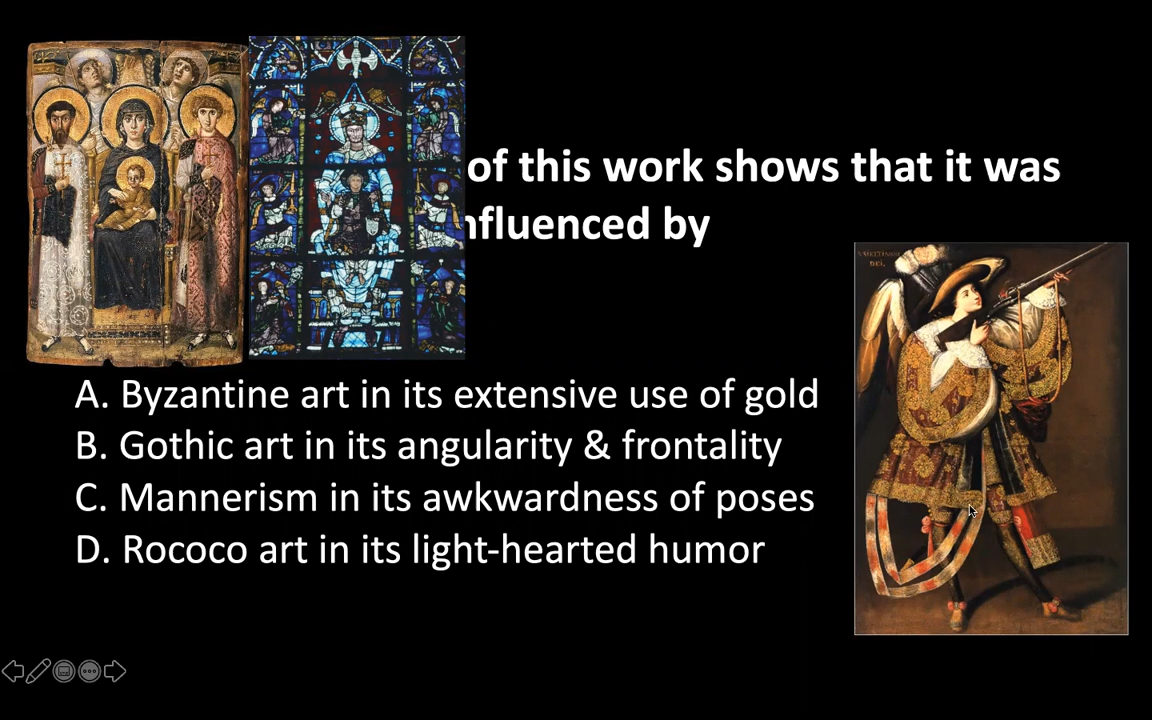 of this work shows that it was
nfluenced by
DEI.
A. Byzantine art in its extensive use of gold
B. Gothic art in its angularity & frontality
C. Mannerism in its awkwardness of poses
D. Rococo art in its light-hearted humor